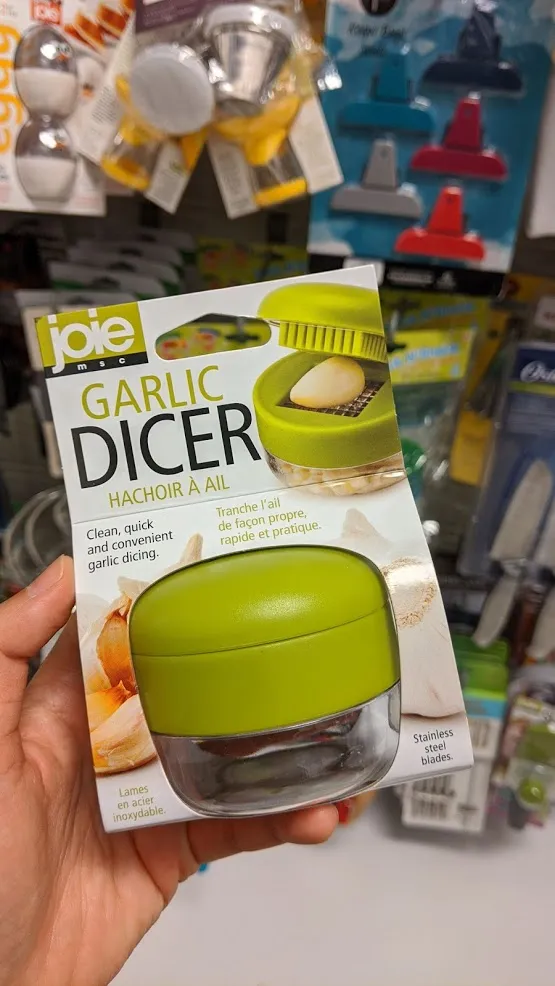 joie
joie
msc
GARLIC
DICER
HACHOIR À AIL
Clean, quick
and convenient
garlic dicing.
Tranche l'ail
de façon propre,
rapide et pratique.
Lames
en acier
inoxydable.
Stainless
steel
blades.